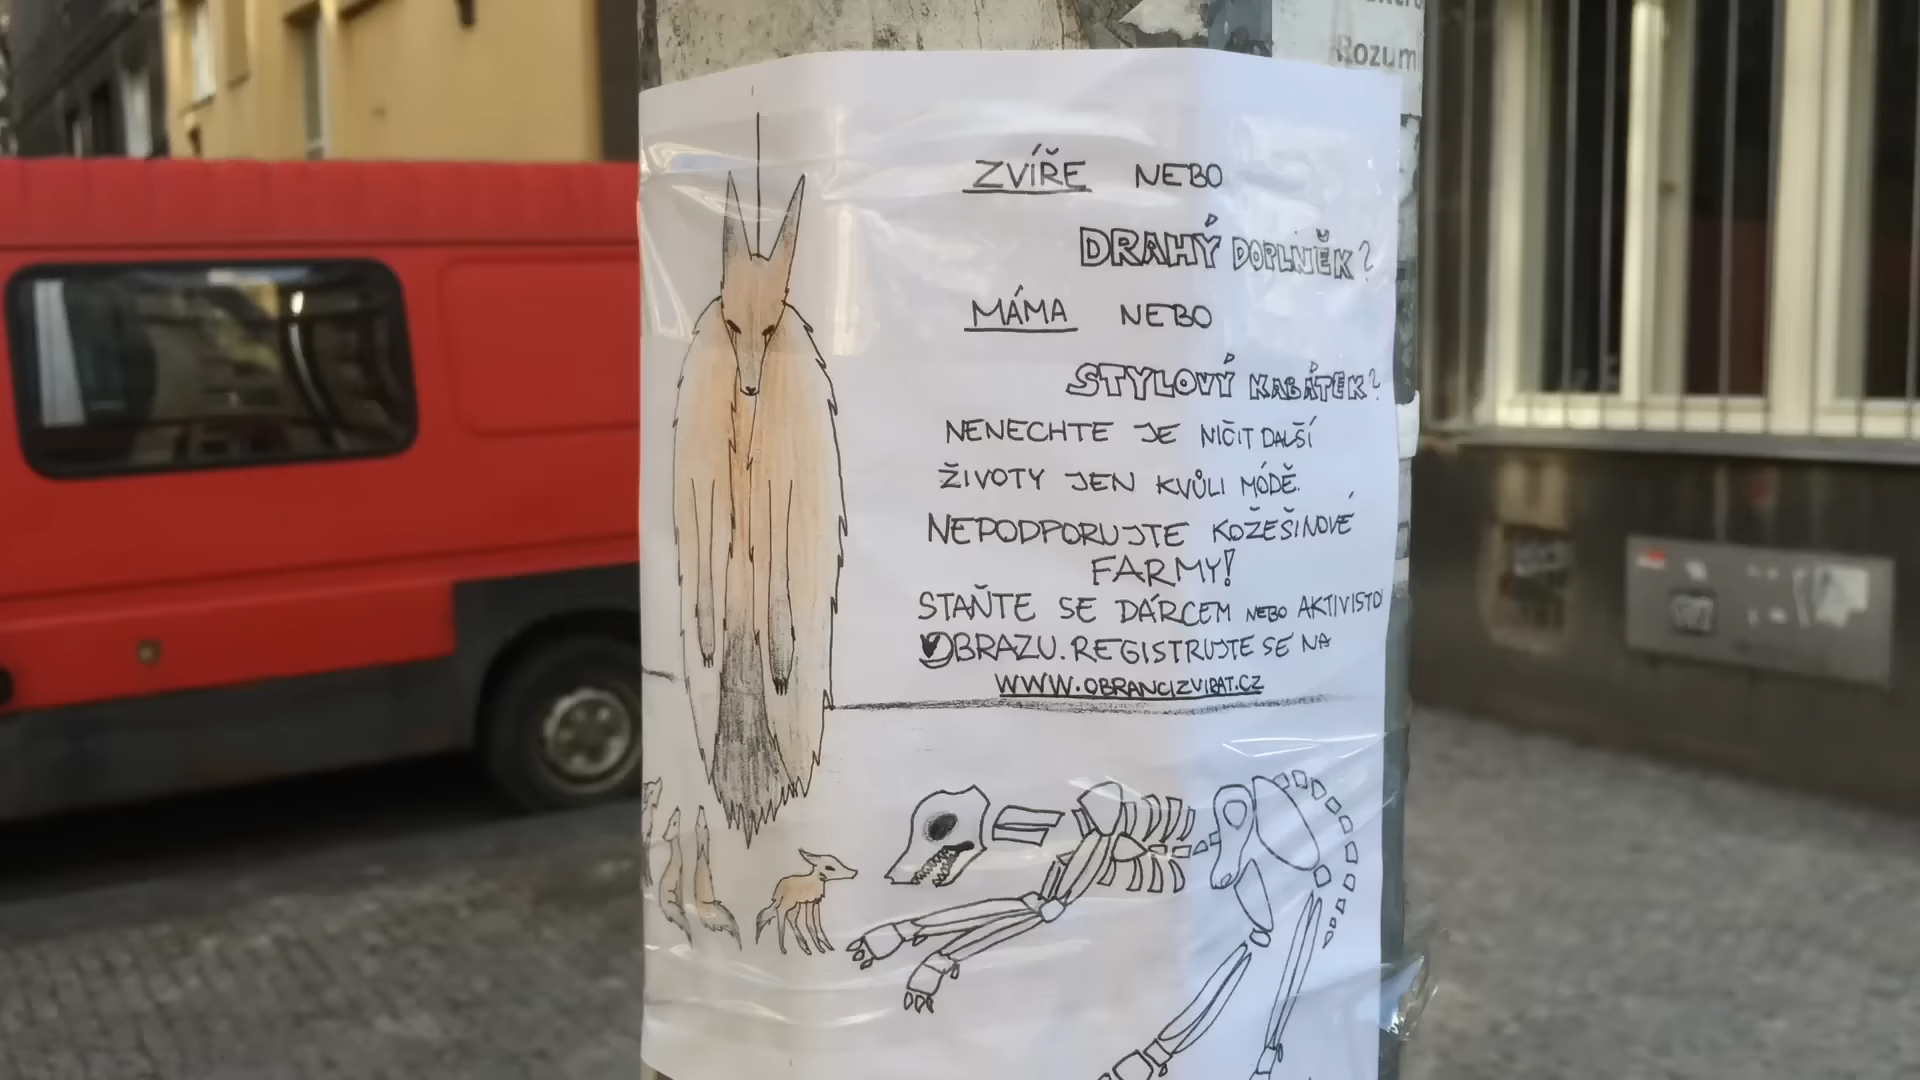 Rozum
ZVÍŘE NEBO
DRAHÝ DOPLNĚK?
MÁMA NEBO
STYLOVÝ KABÁTEK?
NENECHTE JE NIČIT DALŠÍ
ŽIVOTY JEN KVŮLI MÓDĚ.
NEPODPORUJTE KOŽEŠINOVÉ
FARMY!
STAŇTE SE DÁRCEM NEBO AKTIVISTOU
OBRAZU. REGISTRUJTE SE NA
WWW.OBRANCIZVIRAT.CZ